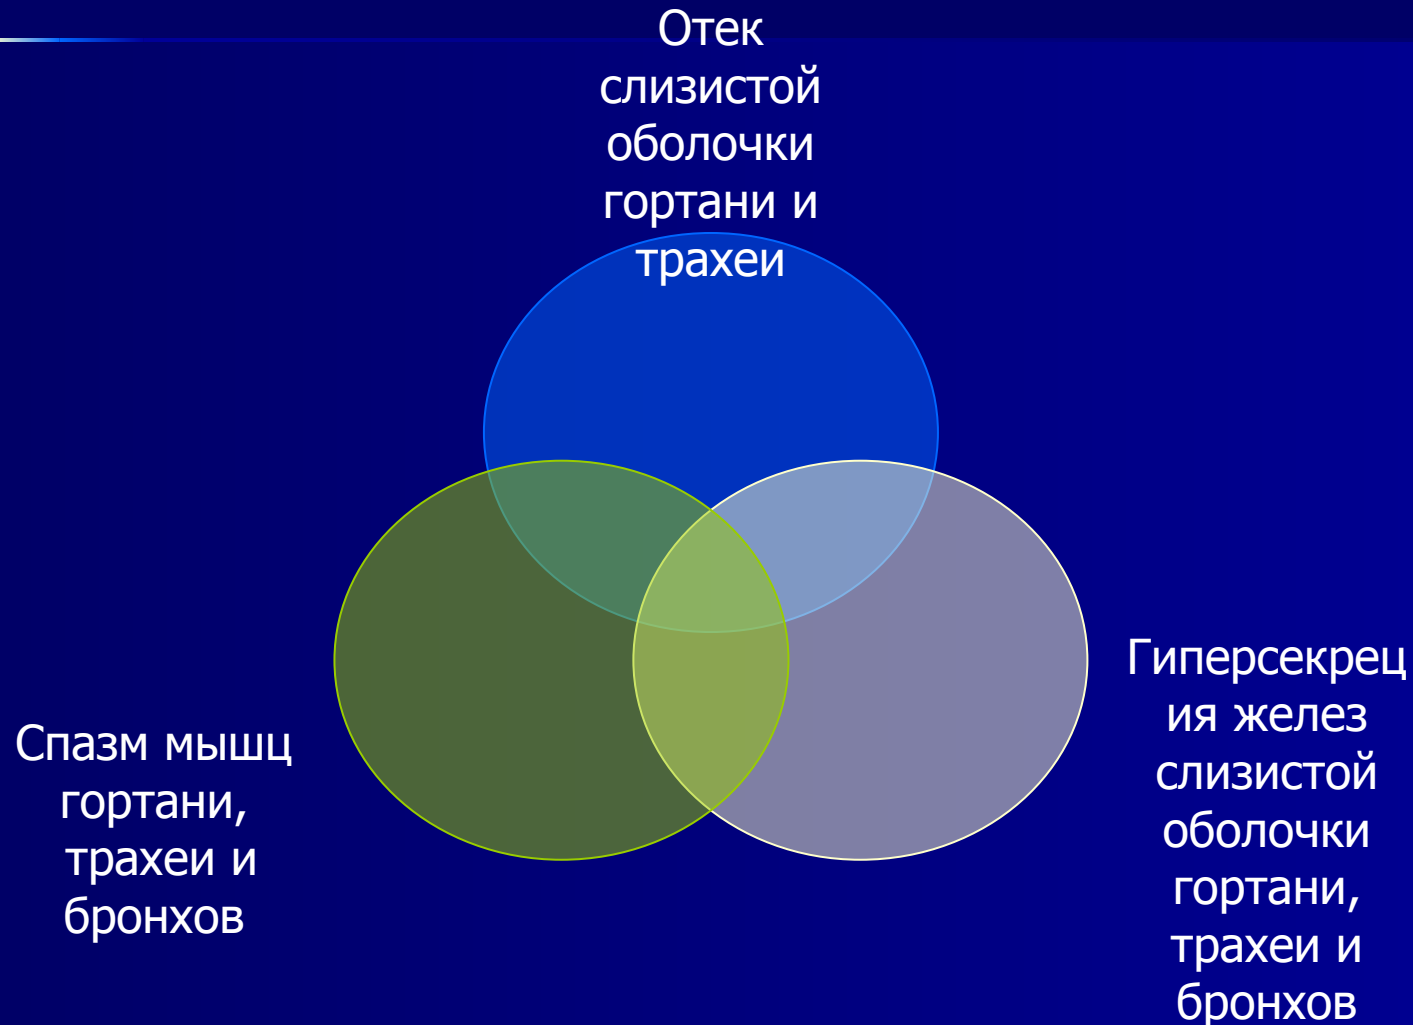 Отек
слизистой
оболочки
гортани и
трахеи
Спазм мышц
гортани,
трахеи и
бронхов
Гиперсекрец
ия желез
слизистой
оболочки
гортани,
трахеи и
бронхов